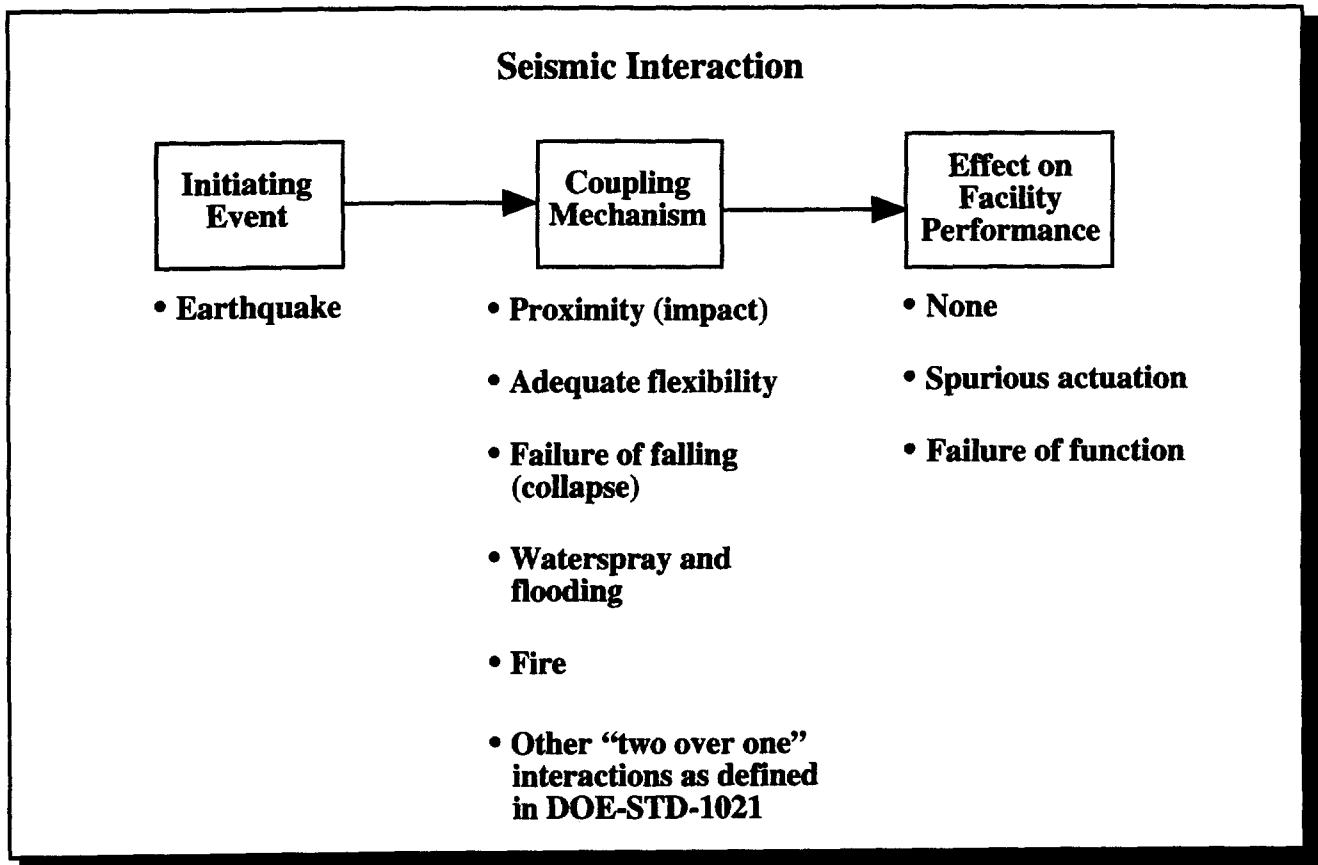 Seismic Interaction
Initiating
Event
Coupling
Mechanism
Effect on
Facility
Performance
• Earthquake
• Proximity (impact)
• Adequate flexibility
• Failure of falling
(collapse)
• Waterspray and
flooding
• Fire
• Other “two over one”
interactions as defined
in DOE-STD-1021
• None
• Spurious actuation
• Failure of function